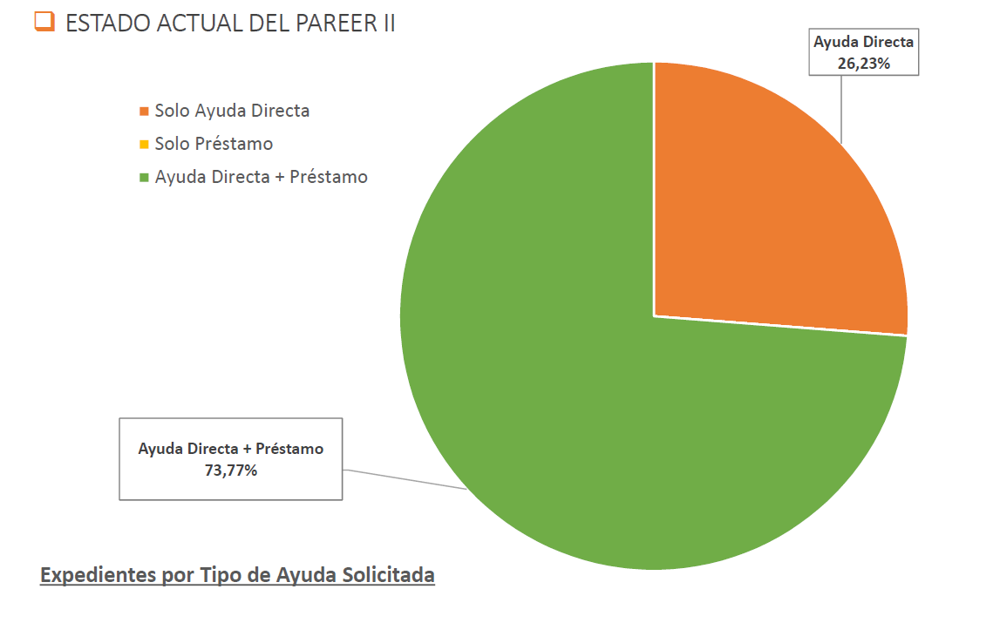 ESTADO ACTUAL DEL PAREER II
Ayuda Directa
26,23%
Solo Ayuda Directa
Solo Préstamo
Ayuda Directa + Préstamo
Ayuda Directa + Préstamo
73,77%
Expedientes por Tipo de Ayuda Solicitada